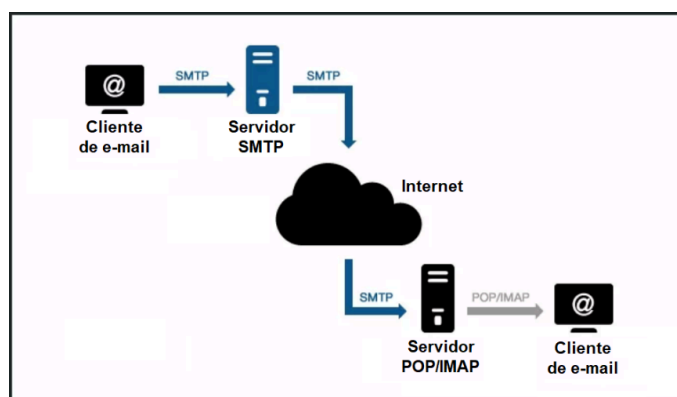 @
SMTP
SMTP
Cliente
de e-mail
Servidor
SMTP
Internet
SMTP
POP/IMAP
@
Servidor
POP/IMAP
Cliente
de e-mail